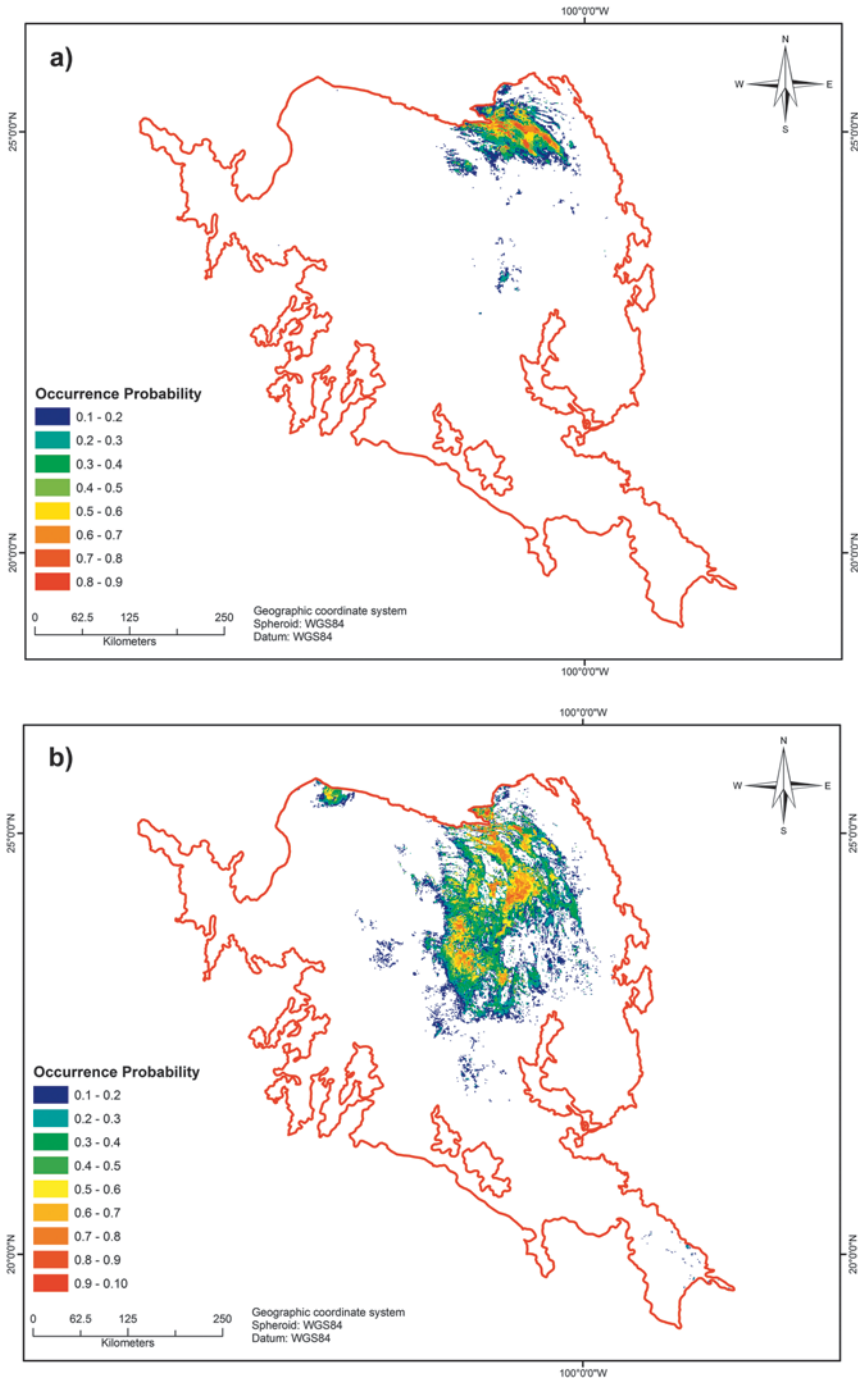 100°0'0"W
a)
N
W E
S
25°0'0"N
25°0'0"N
Occurrence Probability
0.1 - 0.2
0.2 - 0.3
0.3 - 0.4
0.4 - 0.5
0.5 - 0.6
0.6 - 0.7
0.7 - 0.8
0.8 - 0.9
20°0'0"N
20°0'0"N
0 62.5 125 250
Kilometers
Geographic coordinate system
Spheroid: WGS84
Datum: WGS84
100°0'0"W
100°0'0"W
b)
N
W E
S
25°0'0"N
25°0'0"N
Occurrence Probability
0.1 - 0.2
0.2 - 0.3
0.3 - 0.4
0.4 - 0.5
0.5 - 0.6
0.6 - 0.7
0.7 - 0.8
0.8 - 0.9
0.9 - 0.10
20°0'0"N
20°0'0"N
0 62.5 125 250
Kilometers
Geographic coordinate system
Spheroid: WGS84
Datum: WGS84
100°0'0"W